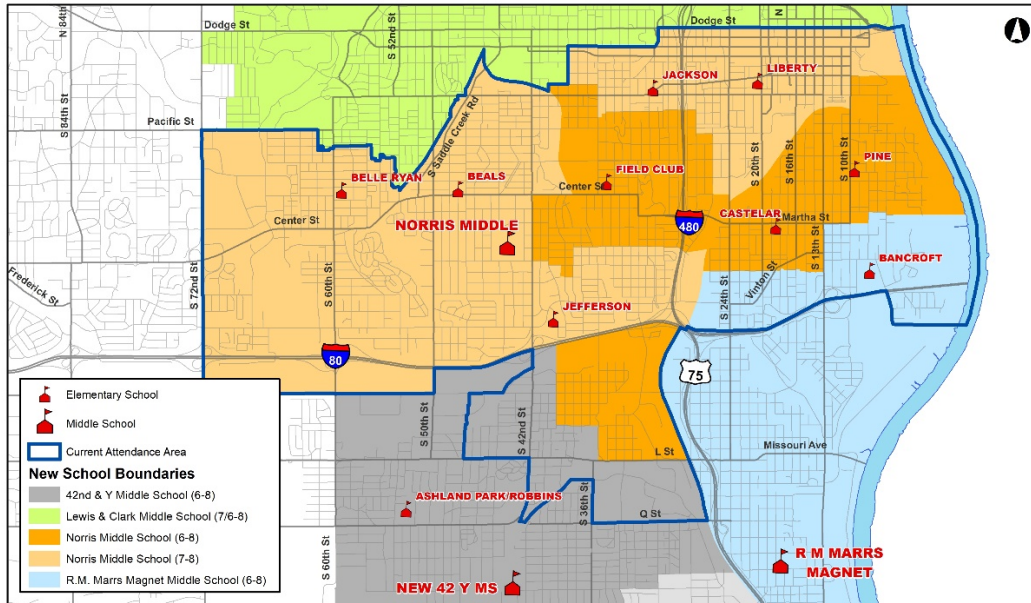 N 84th St
Dodge St
S 52nd St
Dodge St
N
JACKSON
LIBERTY
S 84th St
Pacific St
S Saddle Creek Rd
S 20th St
S 16th St
S 10th St
PINE
BELLE RYAN
BEALS
FIELD CLUB
Center St
Center St
NORRIS MIDDLE
480
CASTELAR
Martha St
S 13th St
BANCROFT
Frederick St
S 72nd St
S 60th St
S 24th St
Vinton St
JEFFERSON
80
75
Elementary School
Middle School
Current Attendance Area
New School Boundaries
42nd & Y Middle School (6-8)
Lewis & Clark Middle School (7/6-8)
Norris Middle School (6-8)
Norris Middle School (7-8)
R.M. Marrs Magnet Middle School (6-8)
S 50th St
S 42nd St
Missouri Ave
L St
ASHLAND PARK/ROBBINS
S 36th St
Q St
S 60th St
NEW 42 Y MS
R M MARRS
MAGNET